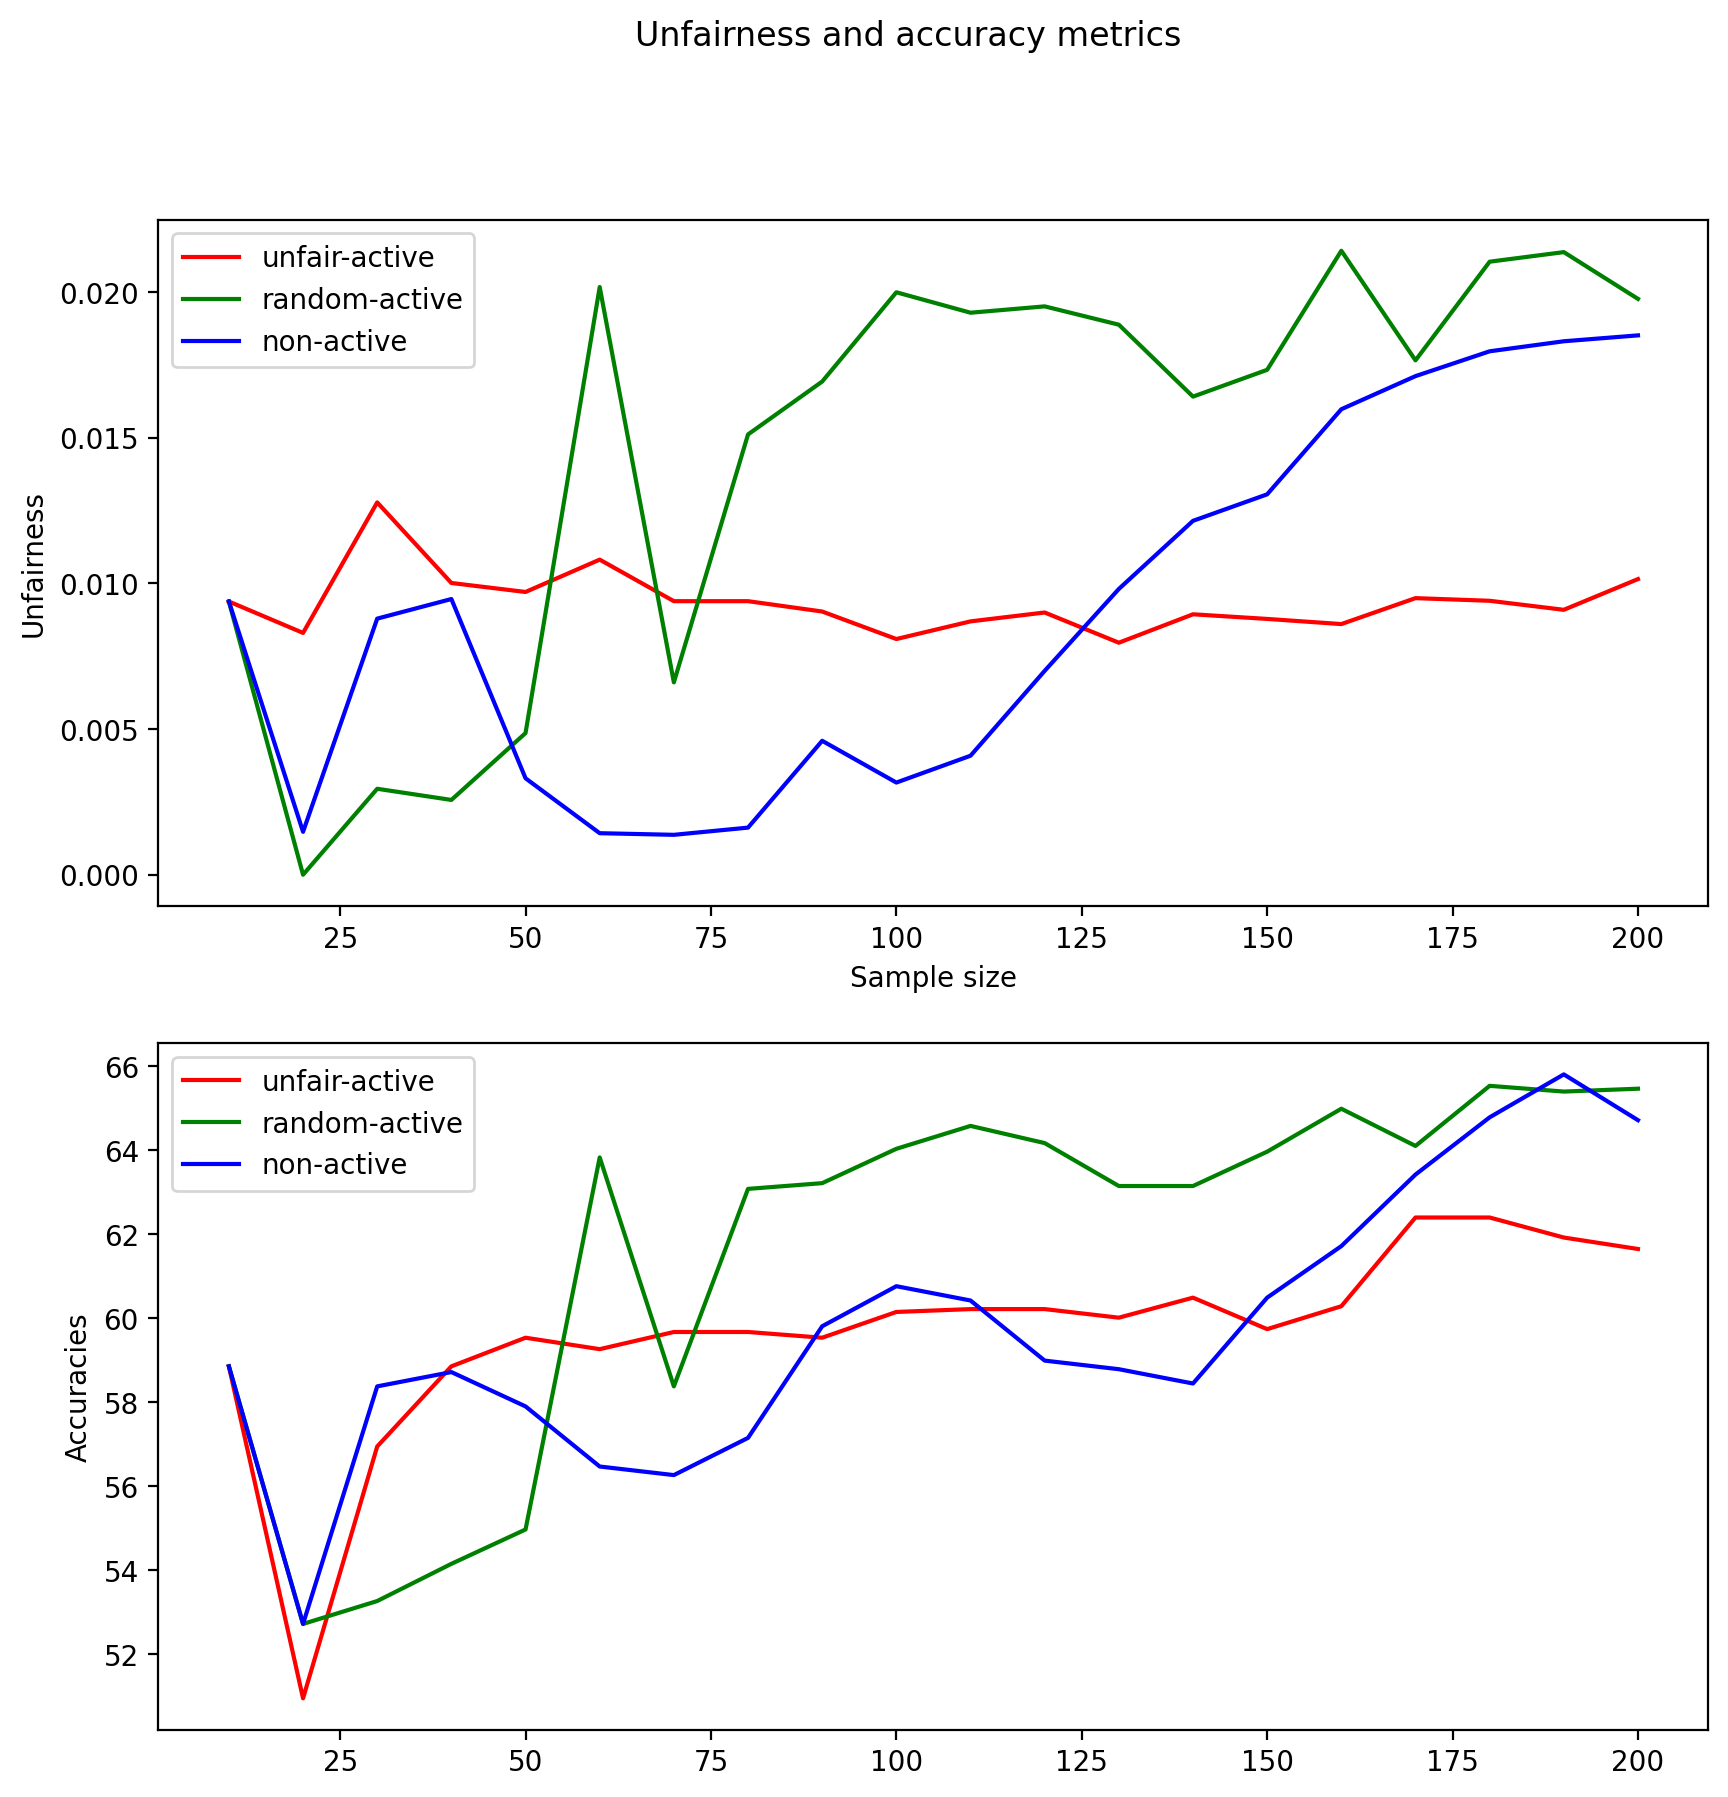 Unfairness and accuracy metrics
unfair-active
random-active
non-active
0.020
0.015
0.010
0.005
0.000
Unfairness
25 50 75 100 125 150 175 200
Sample size
unfair-active
random-active
non-active
66
64
62
60
58
56
54
52
Accuracies
25 50 75 100 125 150 175 200